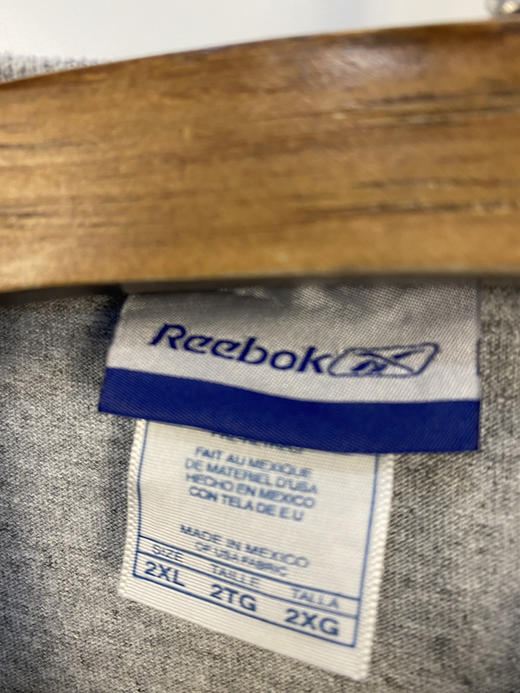 Reebok
FAIT AU MEXIQUE
DE MATERIEL D'USA
HECHO EN MEXICO
CON TELA DE E.U
MADE IN MEXICO
OF USA FABRIC
SIZE TAILLE TALLA
2XL 2TG 2XG